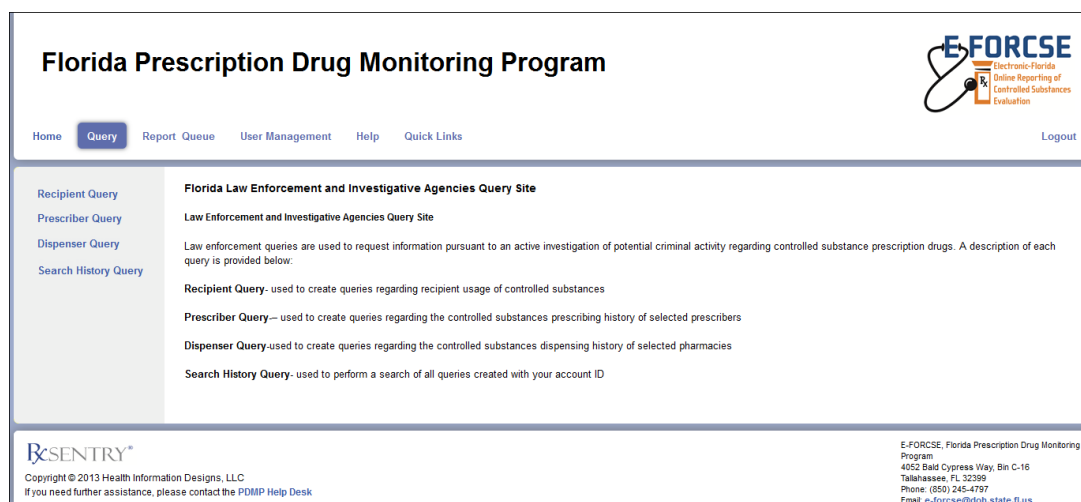 Florida Prescription Drug Monitoring Program
E-FORCSE
Electronic-Florida
Online Reporting of
Controlled Substances
Evaluation
Rx
Home Query Report Queue User Management Help Quick Links Logout
Recipient Query
Prescriber Query
Dispenser Query
Search History Query
Florida Law Enforcement and Investigative Agencies Query Site
Law Enforcement and Investigative Agencies Query Site
Law enforcement queries are used to request information pursuant to an active investigation of potential criminal activity regarding controlled substance prescription drugs. A description of each
query is provided below:
Recipient Query- used to create queries regarding recipient usage of controlled substances
Prescriber Query-– used to create queries regarding the controlled substances prescribing history of selected prescribers
Dispenser Query-used to create queries regarding the controlled substances dispensing history of selected pharmacies
Search History Query- used to perform a search of all queries created with your account ID
RxSENTRY®
Copyright © 2013 Health Information Designs, LLC
If you need further assistance, please contact the PDMP Help Desk
E-FORCSE, Florida Prescription Drug Monitoring
Program
4052 Bald Cypress Way, Bin C-16
Tallahassee, FL 32399
Phone: (850) 245-4797
Email: e-forcse@doh.state.fl.us